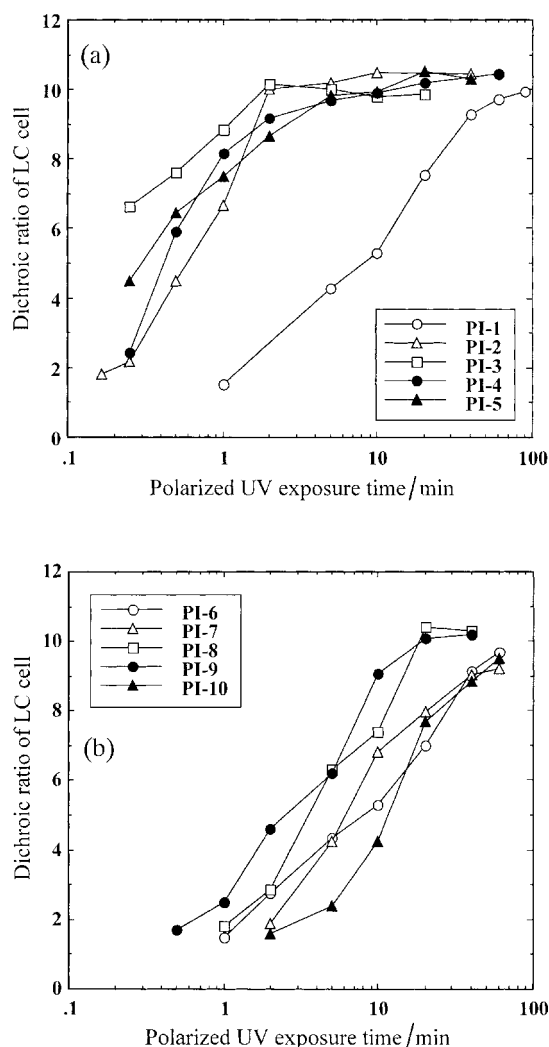 (a)
Dichroic ratio of LC cell
12
10
8
6
4
2
0
PI-1
PI-2
PI-3
PI-4
PI-5
.1
1
10
100
Polarized UV exposure time/min
(b)
Dichroic ratio of LC cell
12
10
8
6
4
2
0
PI-6
PI-7
PI-8
PI-9
PI-10
.1
1
10
100
Polarized UV exposure time/min